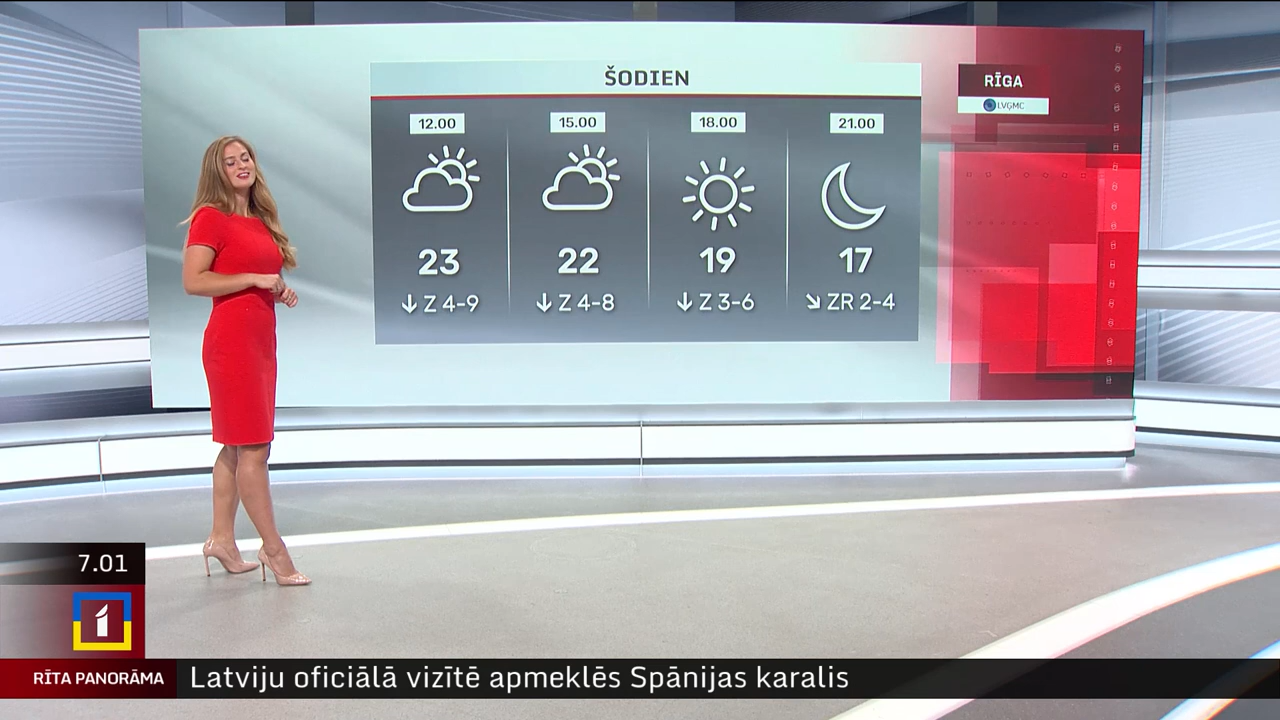 ŠODIEN
RĪGA
LVĢMC
12.00
15.00
18.00
21.00
23
22
19
17
Z 4-9
Z 4-8
Z 3-6
ZR 2-4
7.01
1
RĪTA PANORĀMA
Latviju oficiālā vizītē apmeklēs Spānijas karalis